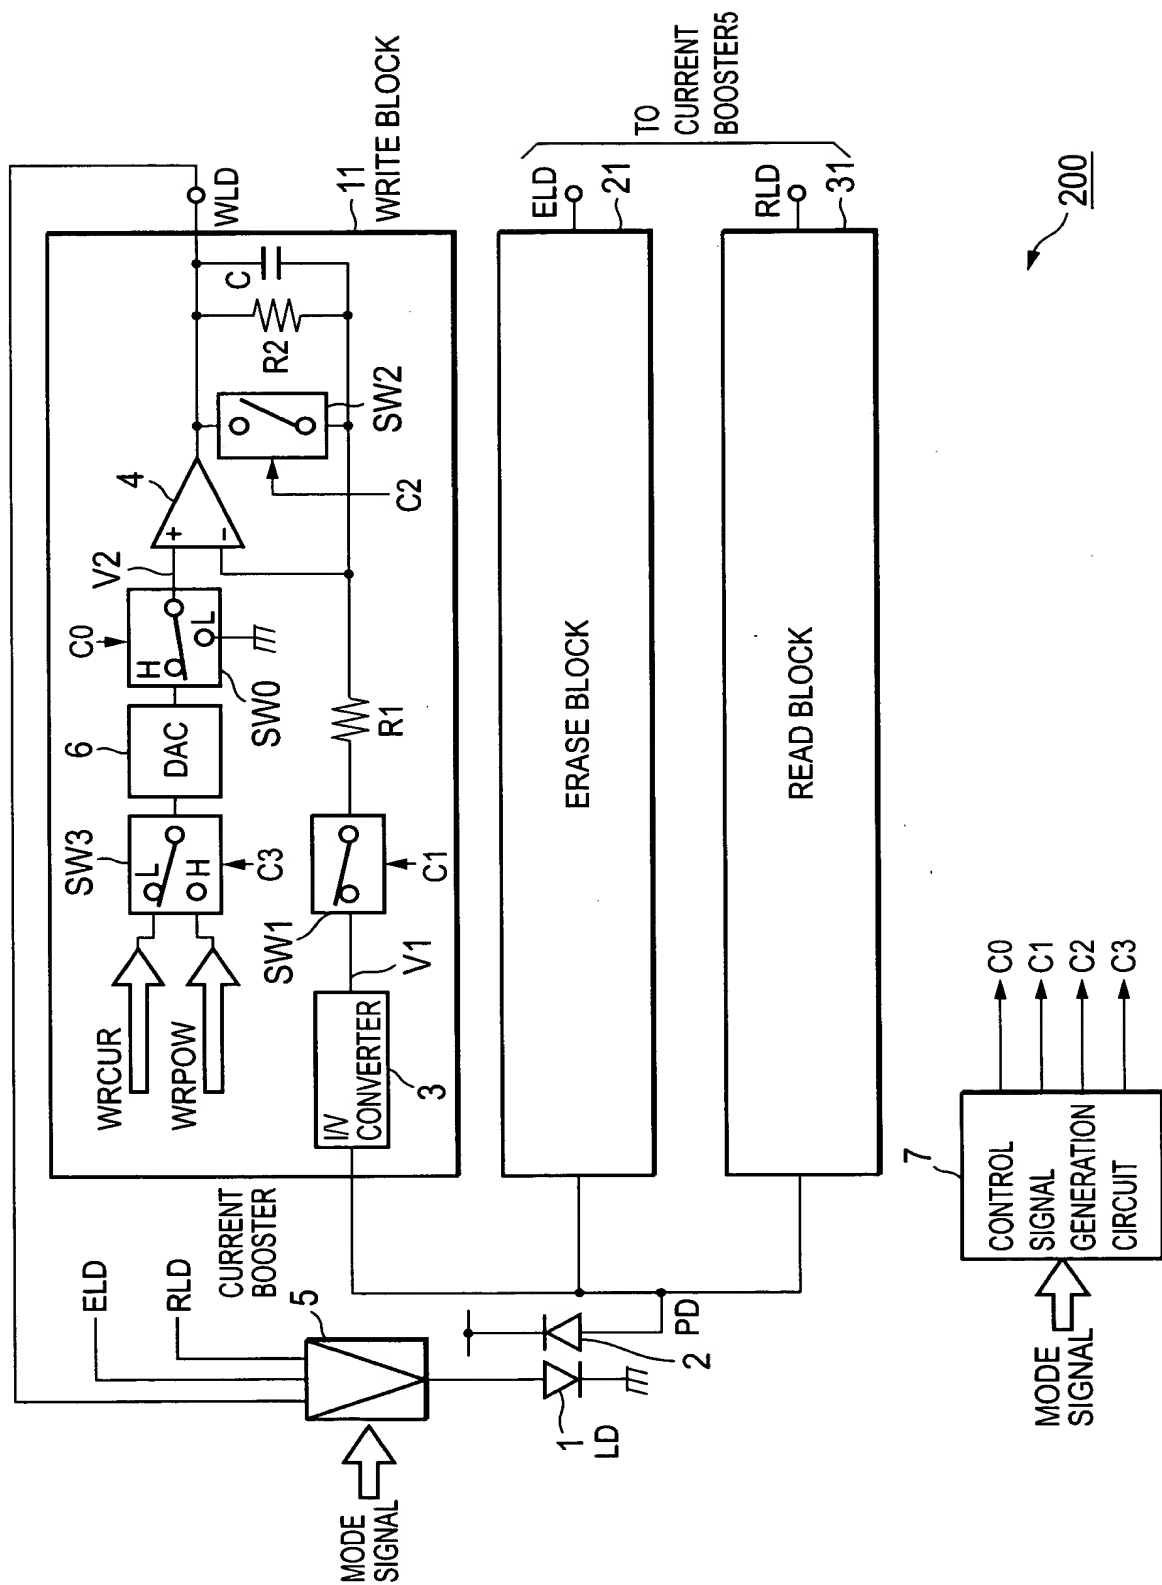 WRITE BLOCK
11
WLD
C
R2
SW2
C2
4
+
-
V2
C0
H
L
SW0
6
DAC
SW3
L
H
C3
R1
SW1
C1
V1
WRCUR
WRPOW
I/V
CONVERTER
3
ERASE BLOCK
ELD
21
READ BLOCK
RLD
31
TO
CURRENT
BOOSTER5
200
ELD
RLD
CURRENT
BOOSTER
5
MODE
SIGNAL
1
LD
2
PD
7
CONTROL
SIGNAL
GENERATION
CIRCUIT
C0
C1
C2
C3
MODE
SIGNAL